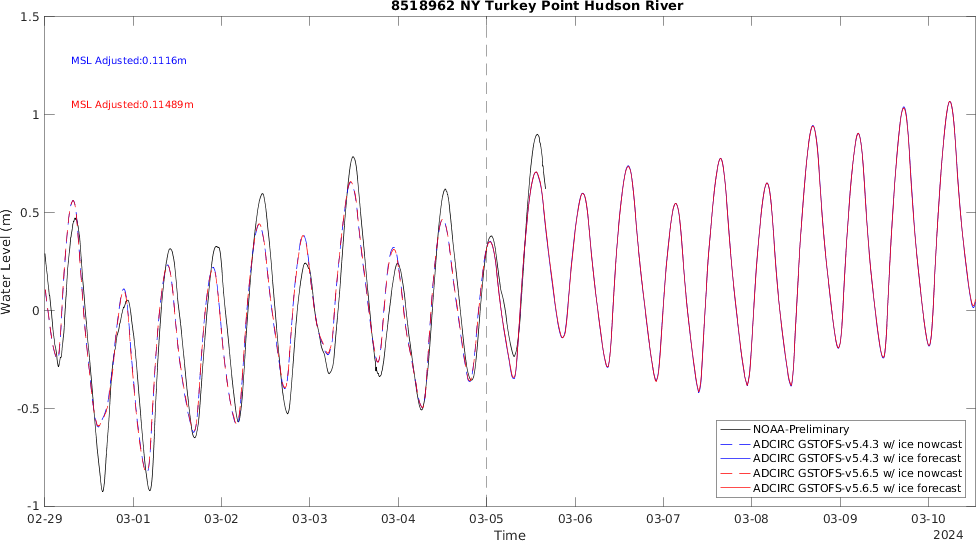 8518962 NY Turkey Point Hudson River
1.5
1
0.5
0
-0.5
-1
Water Level (m)
MSL Adjusted:0.1116m
MSL Adjusted:0.11489m
NOAA-Preliminary
ADCIRC GSTOFS-v5.4.3 w/ ice nowcast
ADCIRC GSTOFS-v5.4.3 w/ ice forecast
ADCIRC GSTOFS-v5.6.5 w/ ice nowcast
ADCIRC GSTOFS-v5.6.5 w/ ice forecast
02-29 03-01 03-02 03-03 03-04 03-05 03-06 03-07 03-08 03-09 03-10
Time
2024